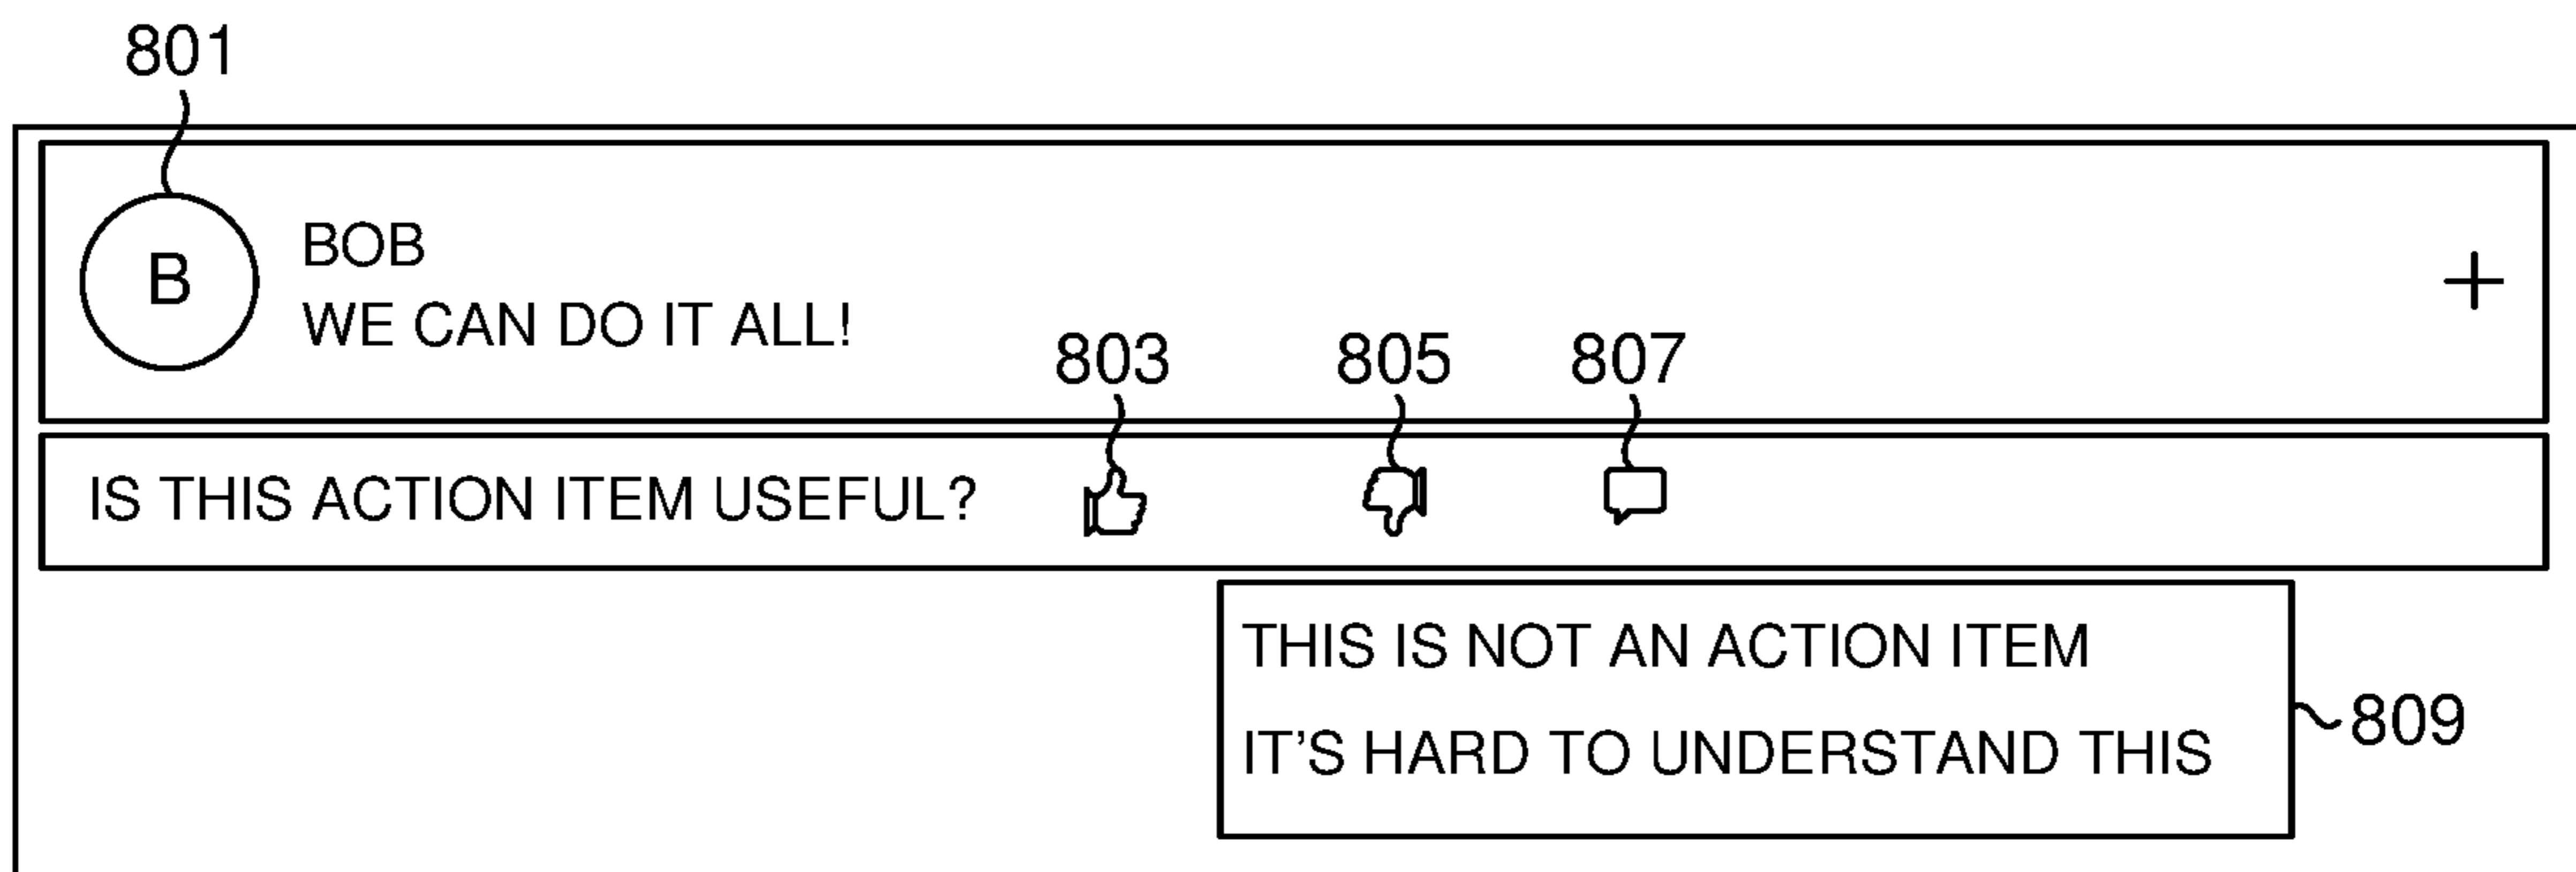 801
B
BOB
WE CAN DO IT ALL!
+
803
805
807
IS THIS ACTION ITEM USEFUL?
THIS IS NOT AN ACTION ITEM
IT'S HARD TO UNDERSTAND THIS
809